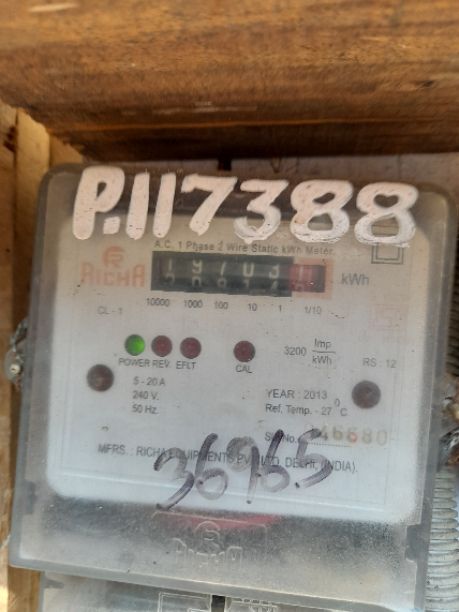 P.117388
A.C. 1 Phase 2 Wire Static kWh Meter.
RICHA
kWh
10000 1000 100 10 1 1/10
CL - 1
3200 Imp/kWh
POWER REV. EFLT
CAL
RS : 12
5 - 20 A
YEAR : 2013
240 V.
Ref. Temp. - 27 °C
50 Hz.
46680
MFRS. : RICHA EQUIPMENTS DELHI, (INDIA).
RICHA